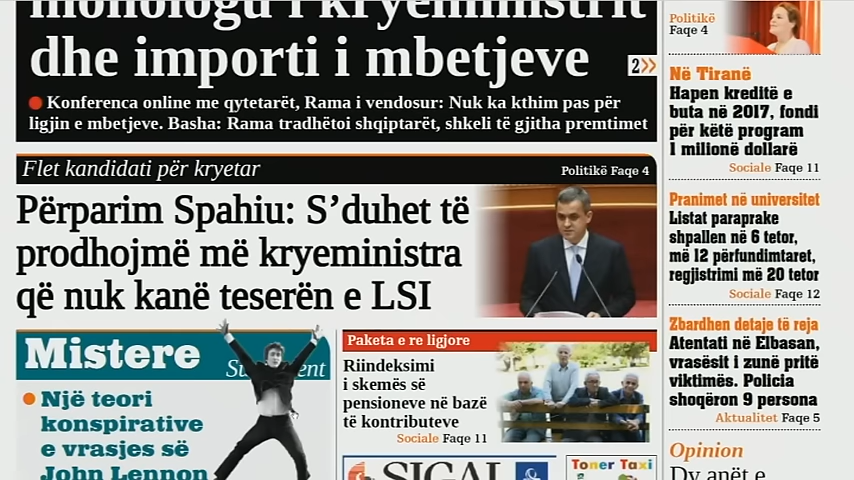 monologu i kryeministrit
dhe importi i mbetjeve
2
Konferenca online me qytetarët, Rama i vendosur: Nuk ka kthim pas për
ligjin e mbetjeve. Basha: Rama tradhëtoi shqiptarët, shkeli të gjitha premtimet
Flet kandidati për kryetar
Politikë Faqe 4
Përparim Spahiu: S’duhet të
prodhojmë më kryeministra
që nuk kanë teserën e LSI
Mistere
Një teori
konspirative
e vrasjes së
John Lennon
Paketa e re ligjore
Riindeksimi
i skemës së
pensioneve në bazë
të kontributeve
Sociale Faqe 11
SIGAL
Toner Taxi
Politikë
Faqe 4
Në Tiranë
Hapen kreditë e
buta në 2017, fondi
për këtë program
1 milionë dollarë
Sociale Faqe 11
Pranimet në universitet
Listat paraprake
shpallen në 6 tetor,
më 12 përfundimtaret,
regjistrimi më 20 tetor
Sociale Faqe 12
Zbardhen detaje të reja
Atentati në Elbasan,
vrasësit i zunë pritë
viktimës. Policia
shoqëron 9 persona
Aktualitet Faqe 5
Opinion
Dy anët e